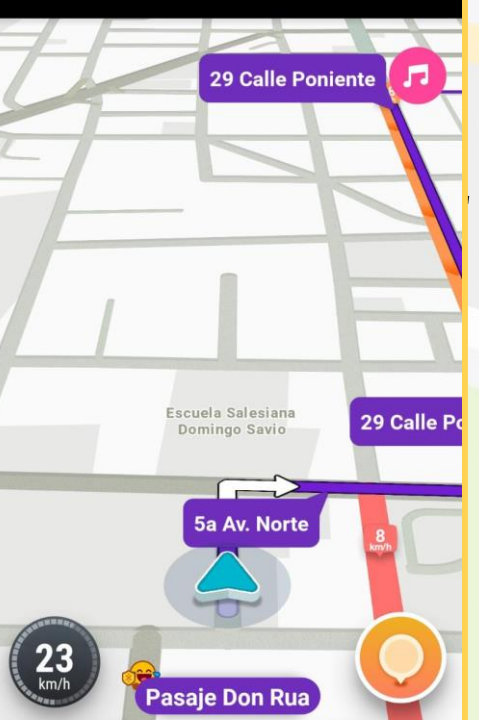 29 Calle Poniente
Escuela Salesiana
Domingo Savio
29 Calle Po
5a Av. Norte
8
km/h
23
km/h
Pasaje Don Rua